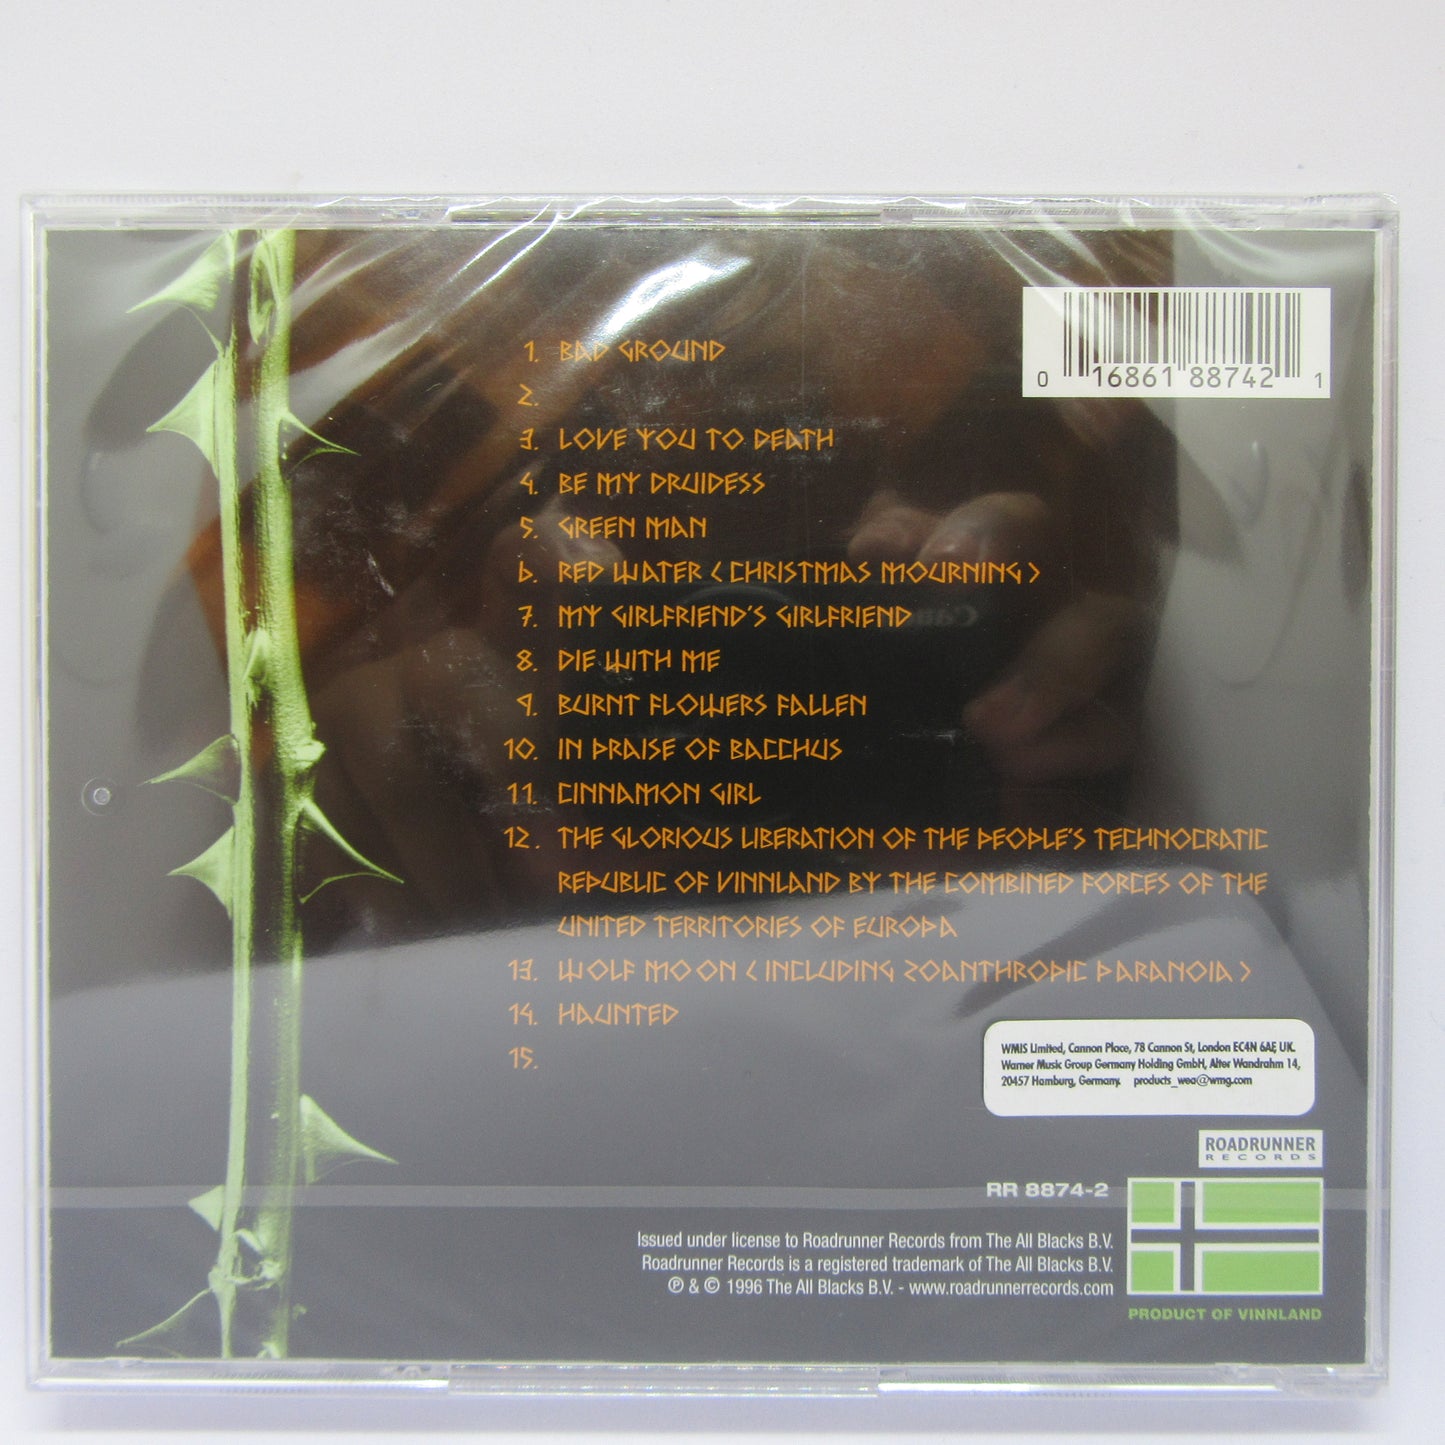 0 16861 88742 1
1. BAD GROUND
2.
3. LOVE YOU TO DEATH
4. BE MY DRUIDESS
5. GREEN MAN
6. RED WATER (CHRISTMAS MOURNING)
7. MY GIRLFRIEND'S GIRLFRIEND
8. DIE WITH ME
9. BURNT FLOWERS FALLEN
10. IN PRAISE OF BACCHUS
11. CINNAMON GIRL
12. THE GLORIOUS LIBERATION OF THE PEOPLE'S TECHNOCRATIC
REPUBLIC OF VINNLAND BY THE COMBINED FORCES OF THE
UNITED TERRITORIES OF EUROPA
13. WOLF MOON (INCLUDING ZOANTHROPIC PARANOIA)
14. HAUNTED
15.
WMIS Limited, Cannon Place, 78 Cannon St, London EC4N 6AF, UK.
Warner Music Group Germany Holding GmbH, Alter Wandrahm 14,
20457 Hamburg, Germany. products_wea@wmg.com
ROADRUNNER
RECORDS
RR 8874-2
Issued under license to Roadrunner Records from The All Blacks B.V.
Roadrunner Records is a registered trademark of The All Blacks B.V.
℗ & © 1996 The All Blacks B.V. - www.roadrunnerrecords.com
PRODUCT OF VINNLAND